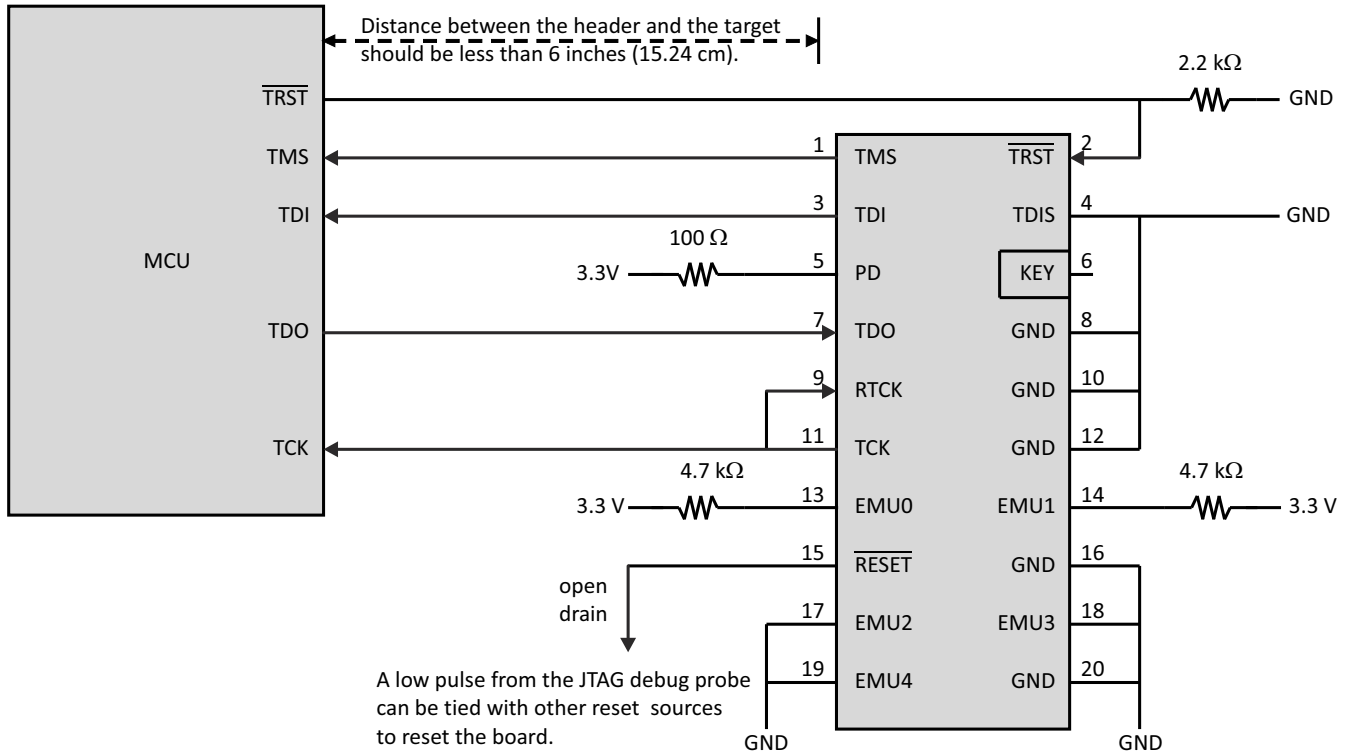 Distance between the header and the target
should be less than 6 inches (15.24 cm).
2.2 kΩ
TRST
GND
1
TMS
TRST
2
TMS
3
TDI
TDIS
4
GND
TDI
100 Ω
MCU
3.3V
5
PD
KEY
6
TDO
7
TDO
GND
8
9
RTCK
GND
10
TCK
11
TCK
GND
12
4.7 kΩ
4.7 kΩ
3.3 V
13
EMU0
EMU1
14
3.3 V
15
RESET
GND
16
open
drain
17
EMU2
EMU3
18
19
EMU4
GND
20
A low pulse from the JTAG debug probe
can be tied with other reset sources
to reset the board.
GND
GND